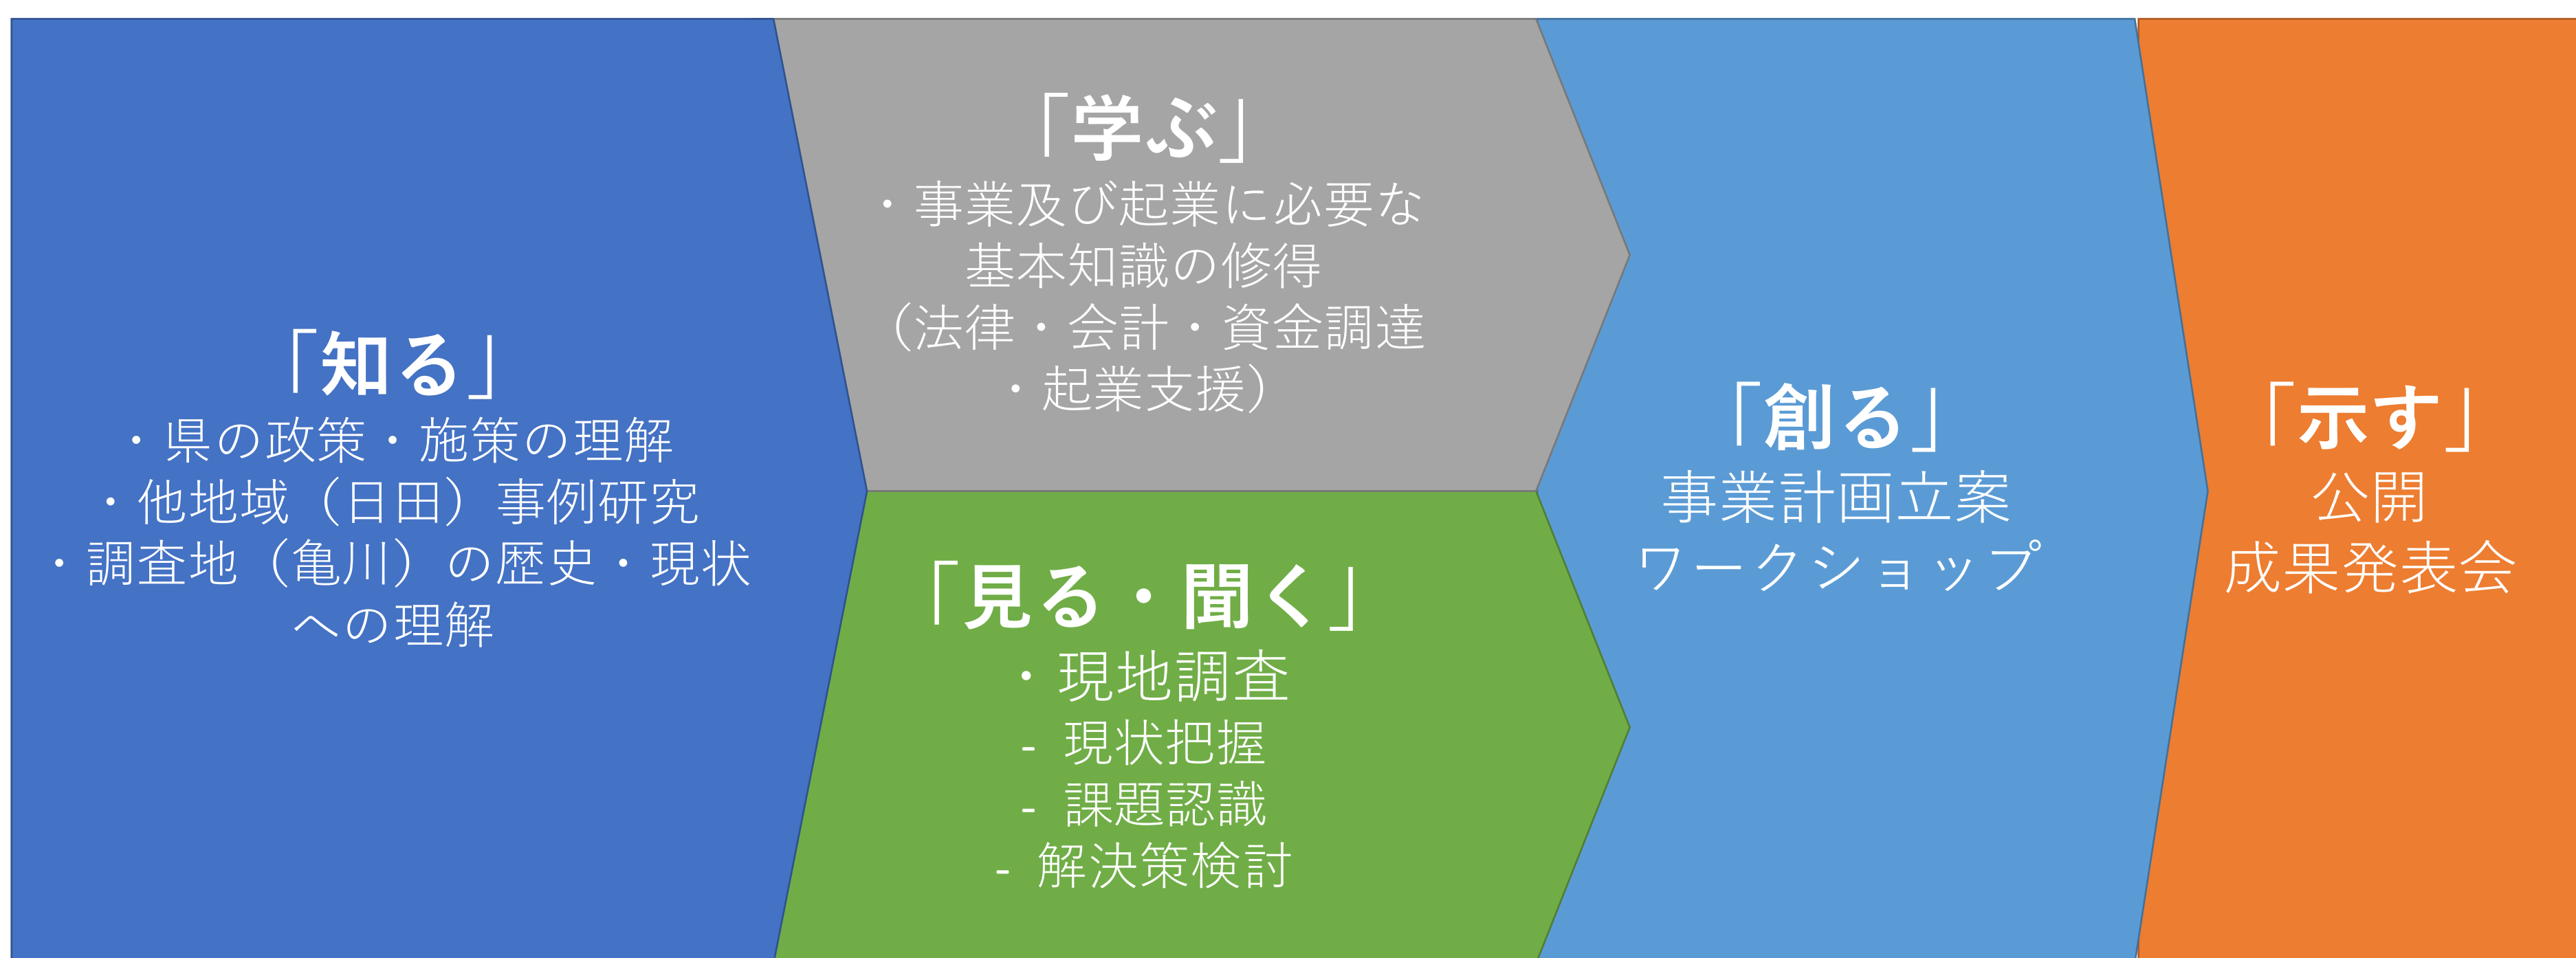 「知る」
・県の政策・施策の理解
・他地域（日田）事例研究
・調査地（亀川）の歴史・現状
への理解
「学ぶ」
・事業及び起業に必要な
基本知識の修得
（法律・会計・資金調達
・起業支援）
「見る・聞く」
・現地調査
- 現状把握
- 課題認識
- 解決策検討
「創る」
事業計画立案
ワークショップ
「示す」
公開
成果発表会